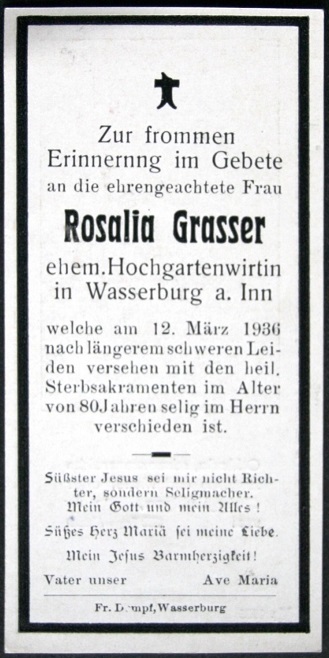 Zur frommen
Erinnernng im Gebete
an die ehrengeachtete Frau
Rosalia Grasser
ehem. Hochgartenwirtin
in Wasserburg a. Inn
welche am 12. März 1936
nach längerem schweren Lei-
den versehen mit den heil.
Sterbsakramenten im Alter
von 80 Jahren selig im Herrn
verschieden ist.
Süßster Jesus sei mir nicht Rich-
ter, sondern Seligmacher.
Mein Gott und mein Alles!
Süßes Herz Mariä sei meine Liebe.
Mein Jesus Barmherzigkeit!
Vater unser Ave Maria
Fr. Dempf, Wasserburg